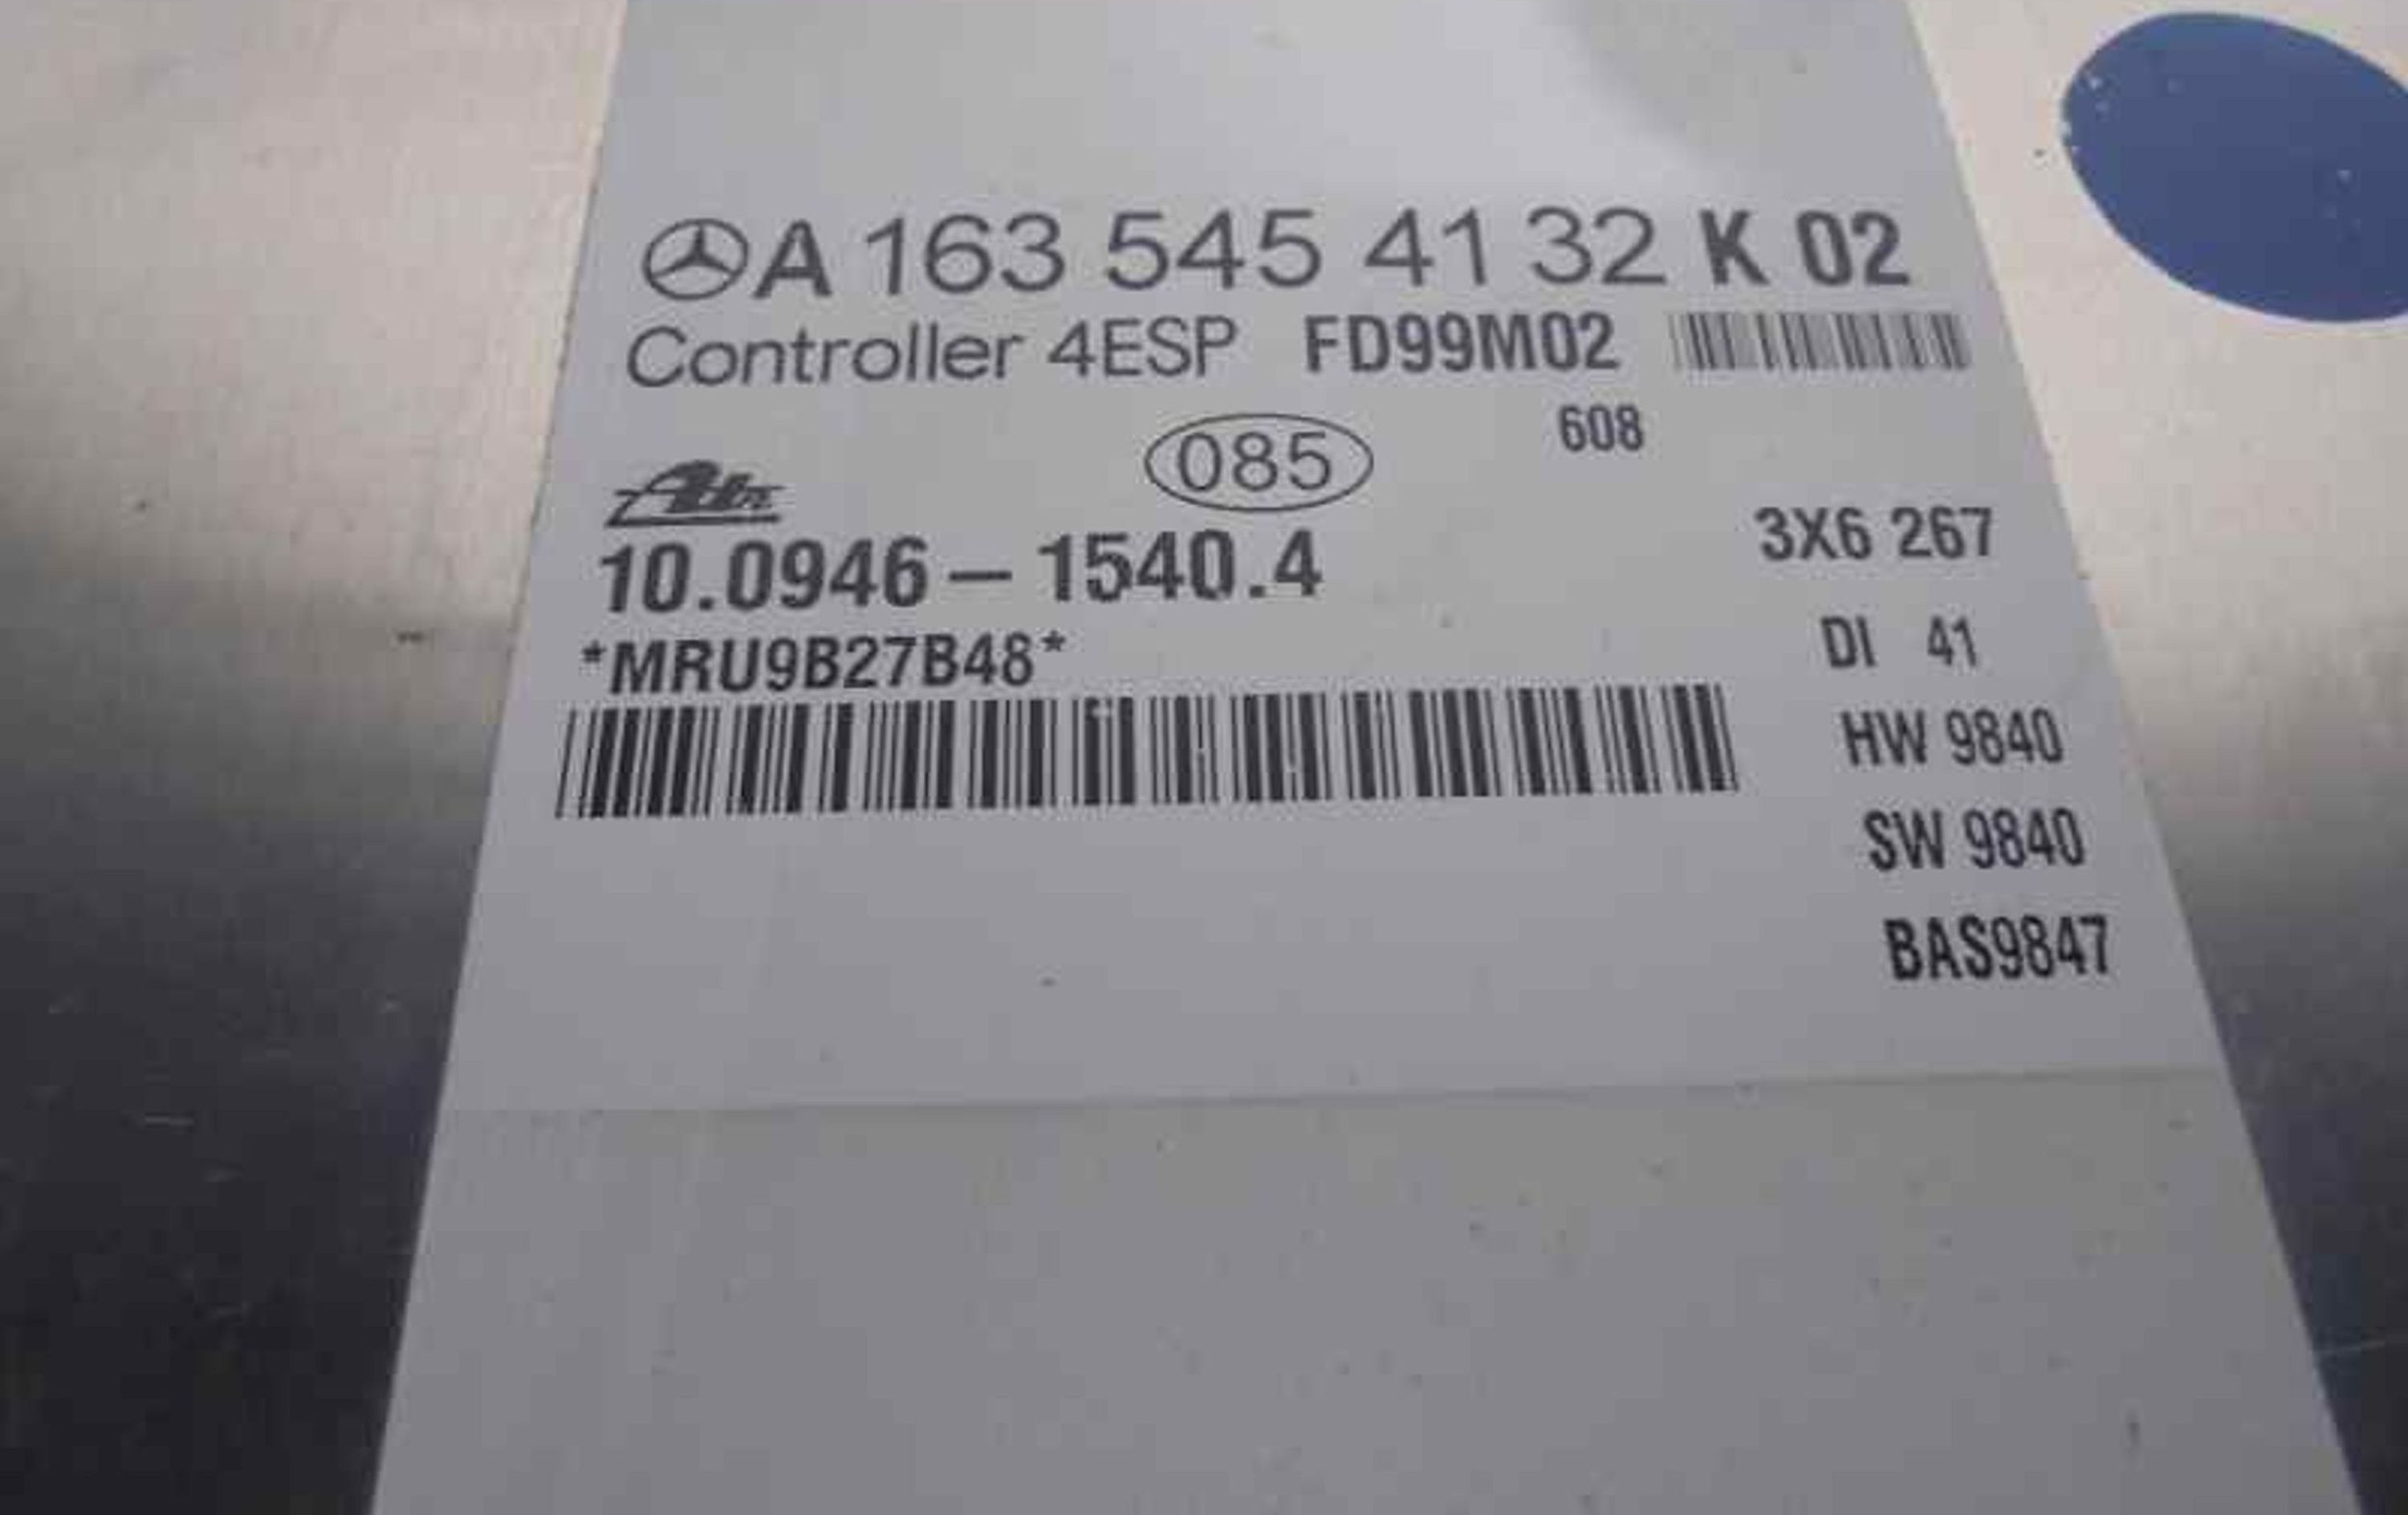 A 163 545 41 32 K 02
Controller 4ESP FD99M02
085 608
Ate
10.0946 – 1540.4 3X6 267
*MRU9B27B48* DI 41
HW 9840
SW 9840
BAS9847